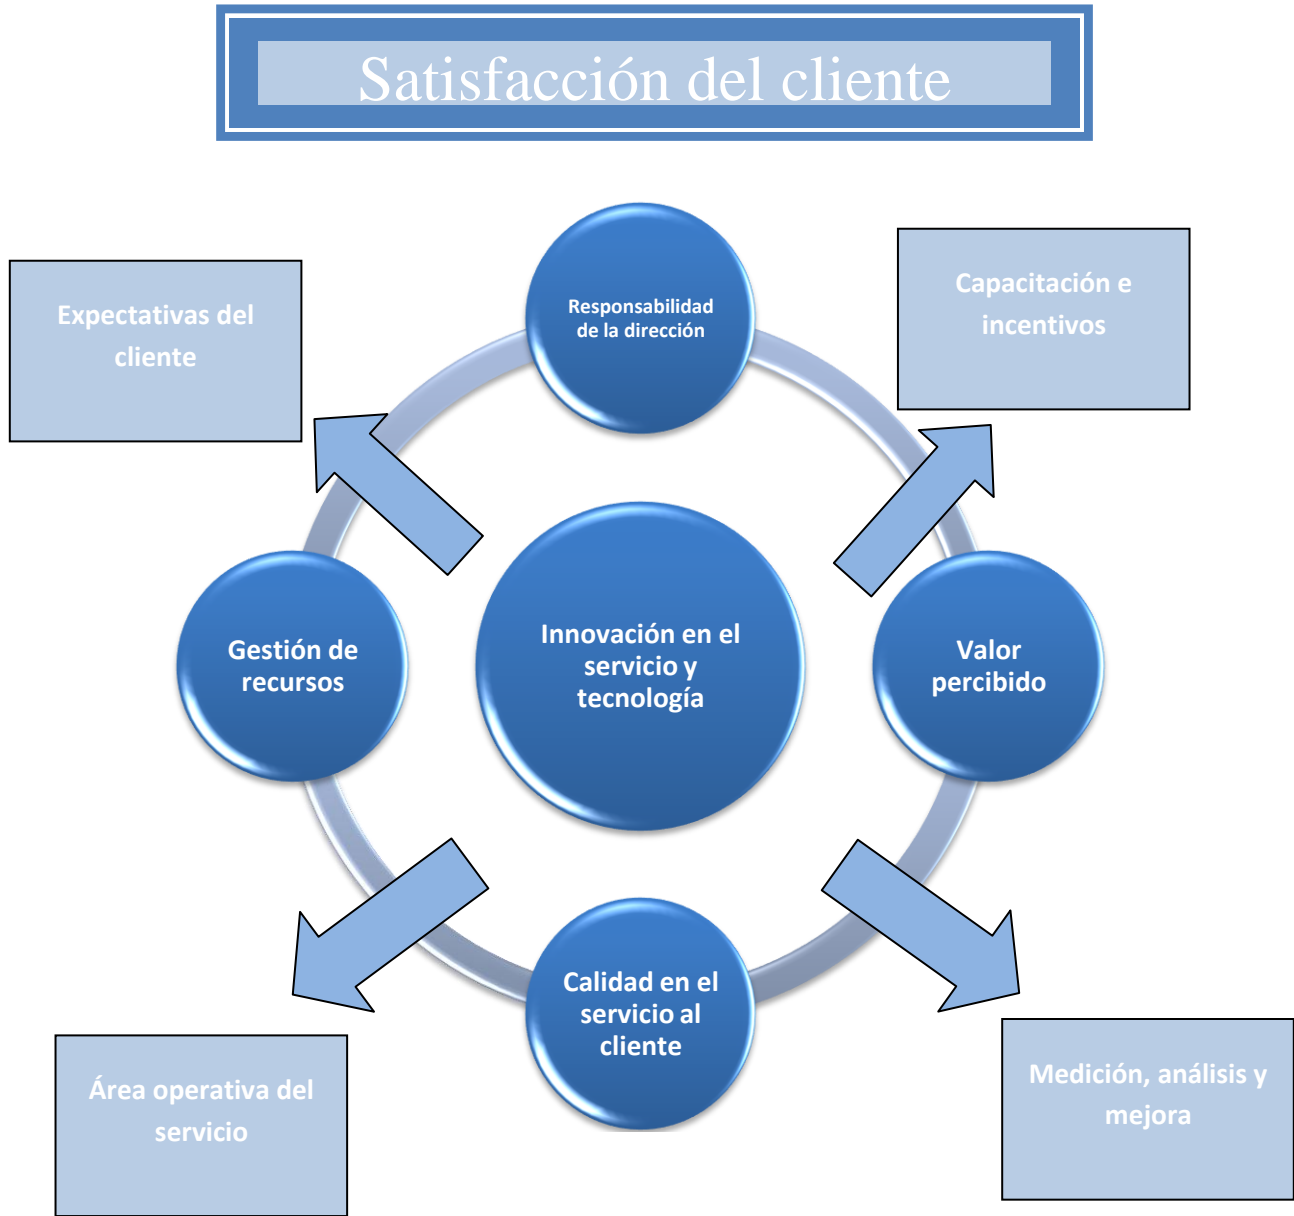 Satisfacción del cliente
Responsabilidad
de la dirección
Capacitación e
incentivos
Expectativas del
cliente
Gestión de
recursos
Innovación en el
servicio y
tecnología
Valor
percibido
Calidad en el
servicio al
cliente
Área operativa del
servicio
Medición, análisis y
mejora